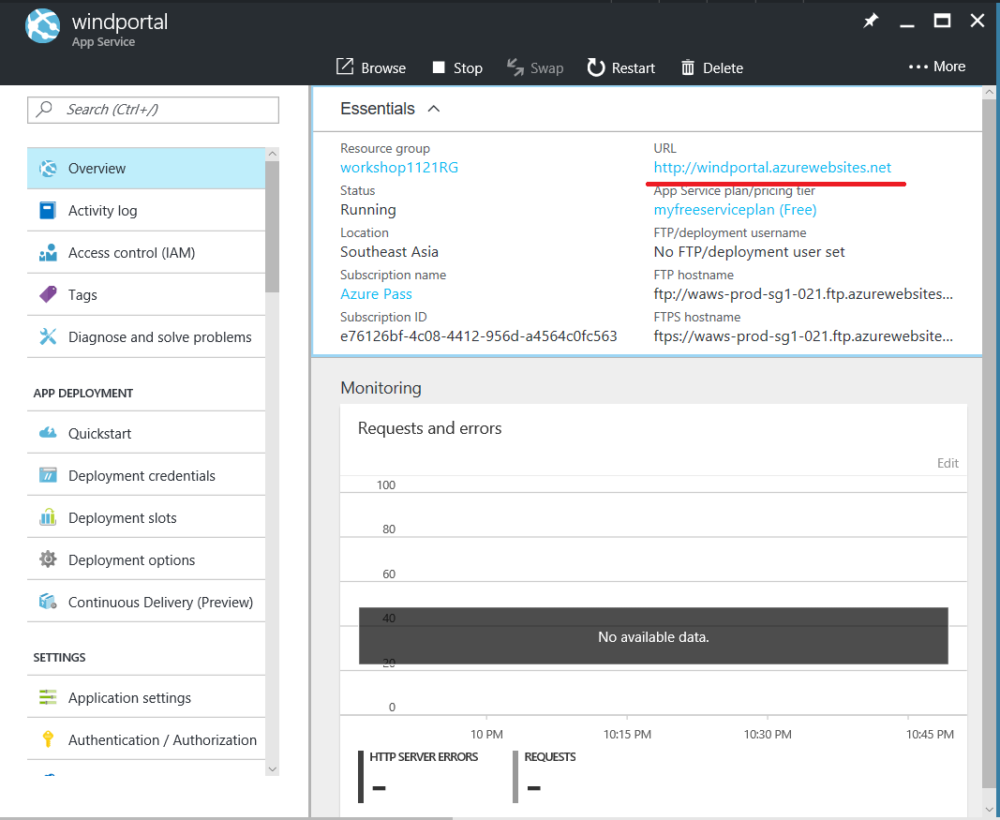 windportal
App Service
Browse
Stop
Swap
Restart
Delete
More
Search (Ctrl+/)
Overview
Activity log
Access control (IAM)
Tags
Diagnose and solve problems
APP DEPLOYMENT
Quickstart
Deployment credentials
Deployment slots
Deployment options
Continuous Delivery (Preview)
SETTINGS
Application settings
Authentication / Authorization
Essentials
Resource group
workshop1121RG
Status
Running
Location
Southeast Asia
Subscription name
Azure Pass
Subscription ID
e76126bf-4c08-4412-956d-a4564c0fc563
URL
http://windportal.azurewebsites.net
App Service plan/pricing tier
myfreeserviceplan (Free)
FTP/deployment username
No FTP/deployment user set
FTP hostname
ftp://waws-prod-sg1-021.ftp.azurewebsites...
FTPS hostname
ftps://waws-prod-sg1-021.ftp.azurewebsite...
Monitoring
Requests and errors
Edit
100
80
60
40
No available data.
20
0
10 PM
10:15 PM
10:30 PM
10:45 PM
HTTP SERVER ERRORS
--
REQUESTS
--